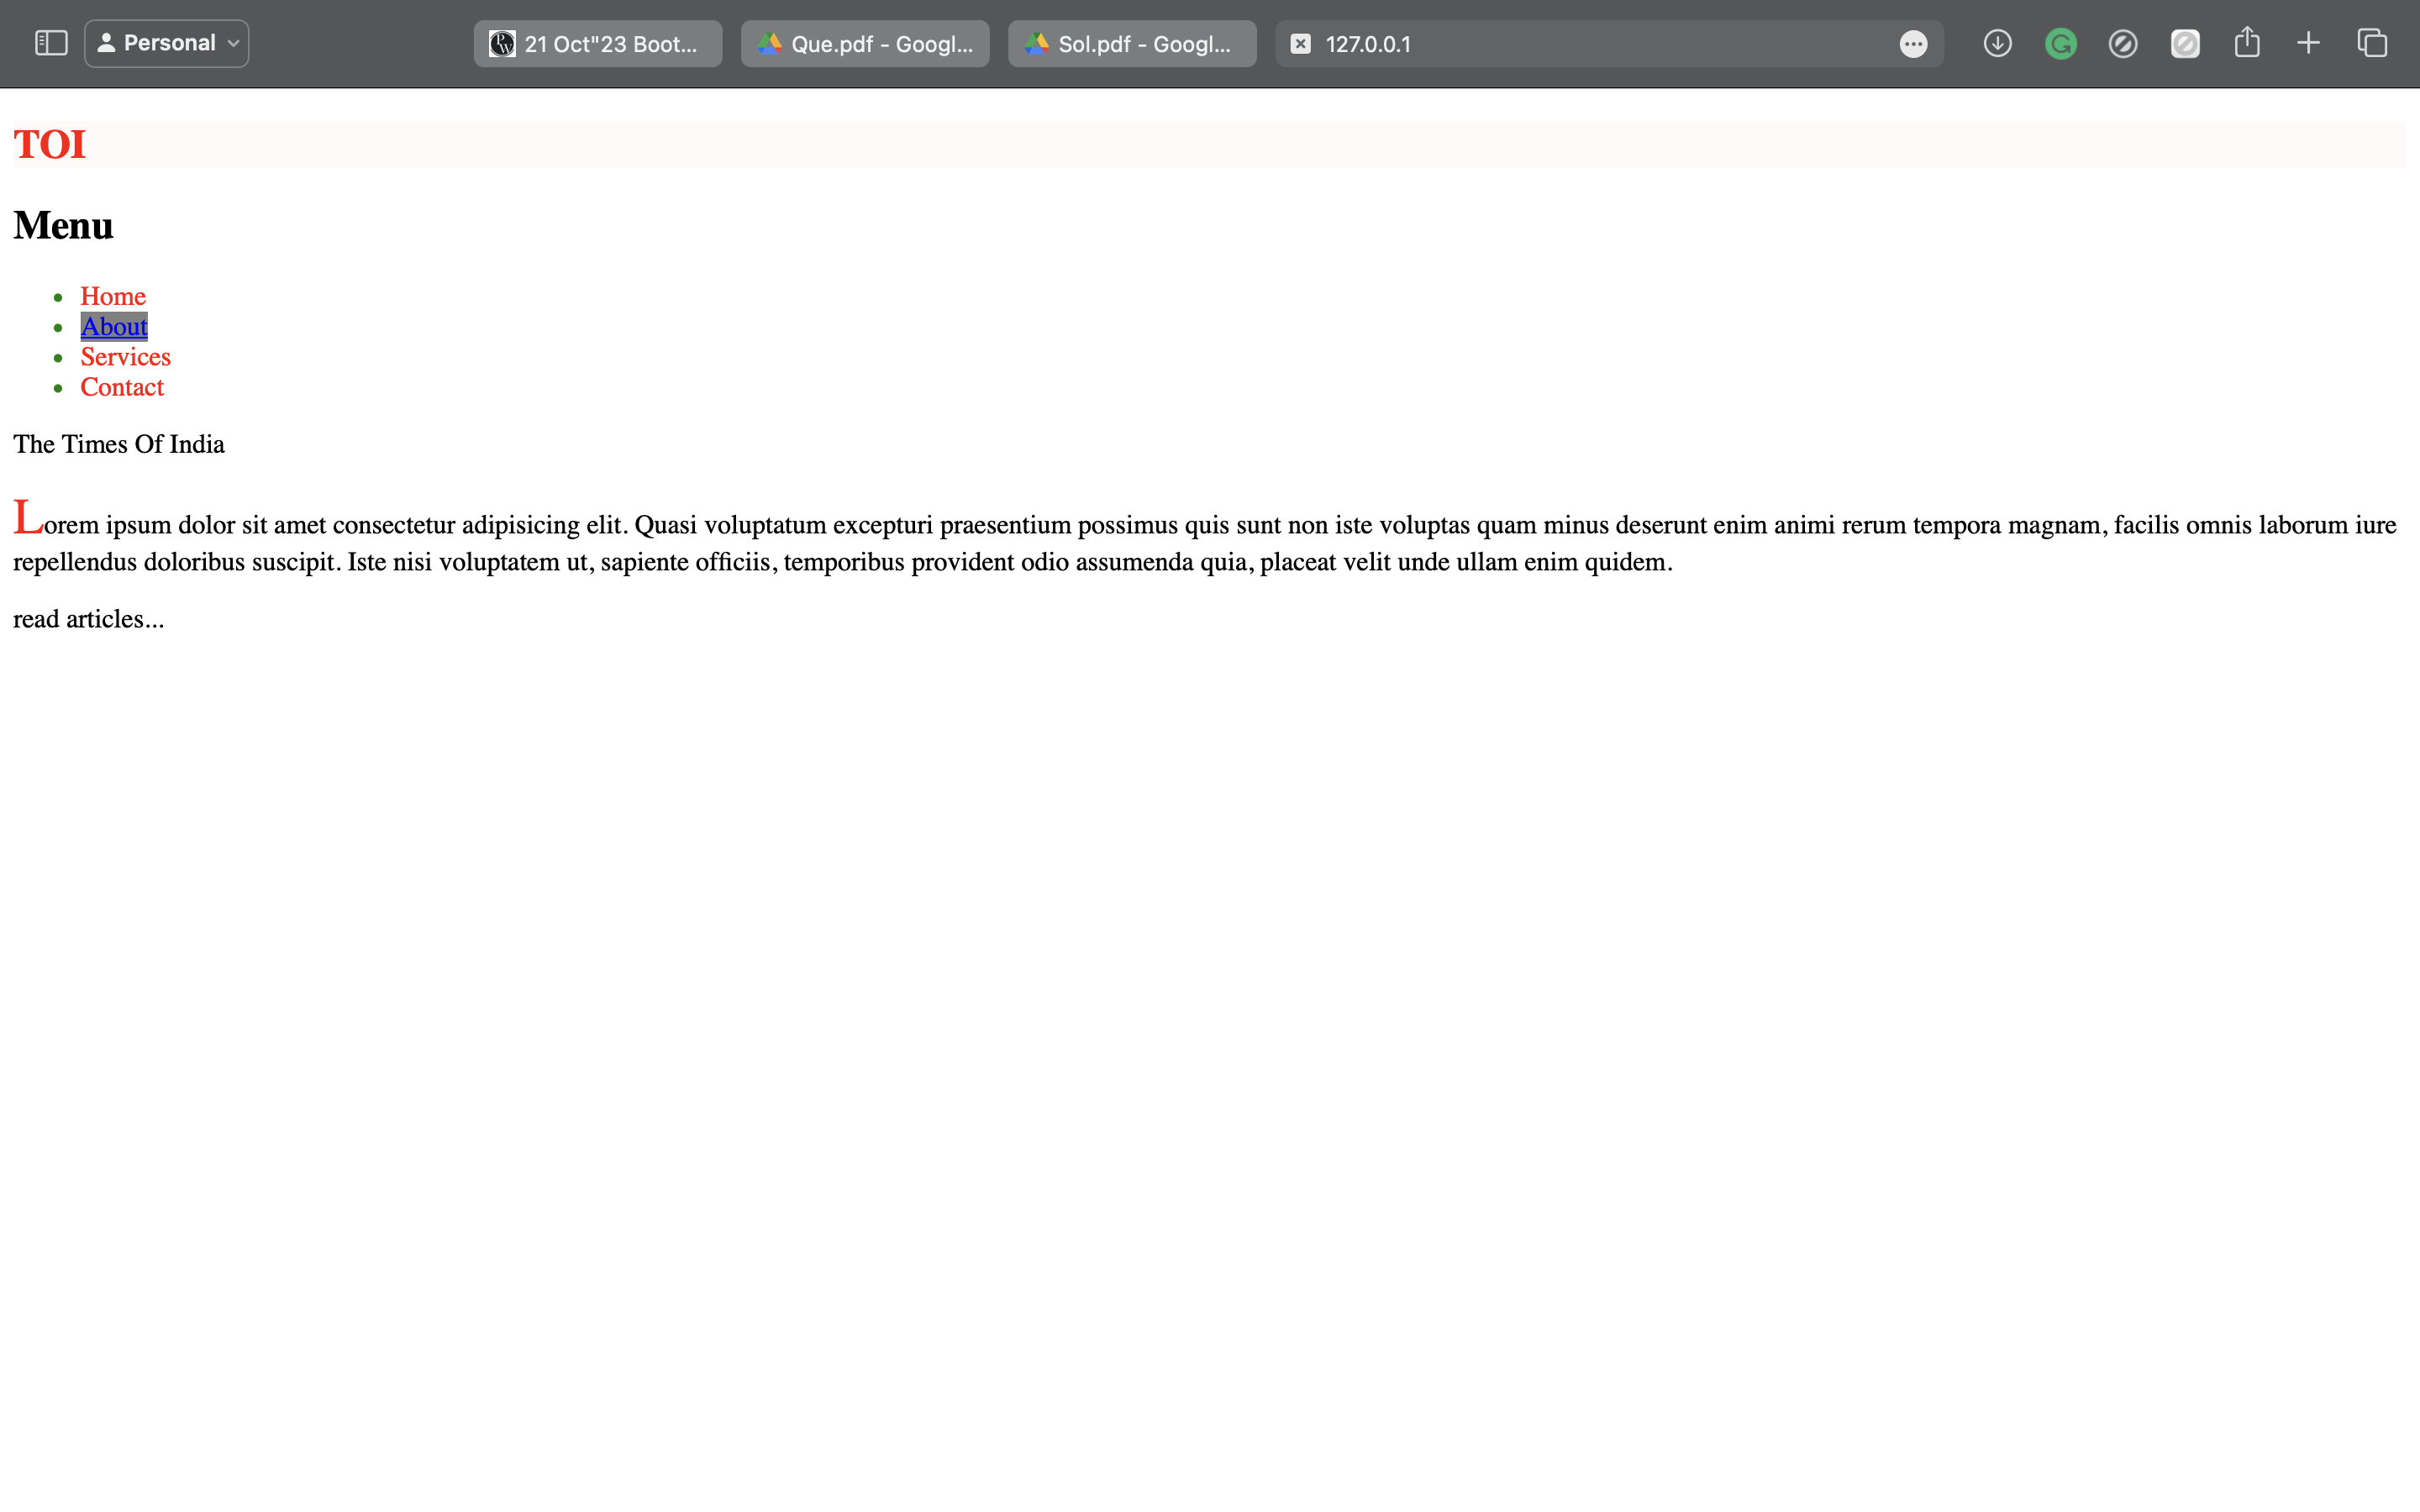 Personal
21 Oct"23 Boot...
Que.pdf - Googl...
Sol.pdf - Googl...
127.0.0.1
TOI
Menu
Home
About
Services
Contact
The Times Of India
Lorem ipsum dolor sit amet consectetur adipisicing elit. Quasi voluptatum excepturi praesentium possimus quis sunt non iste voluptas quam minus deserunt enim animi rerum tempora magnam, facilis omnis laborum iure
repellendus doloribus suscipit. Iste nisi voluptatem ut, sapiente officiis, temporibus provident odio assumenda quia, placeat velit unde ullam enim quidem.
read articles...